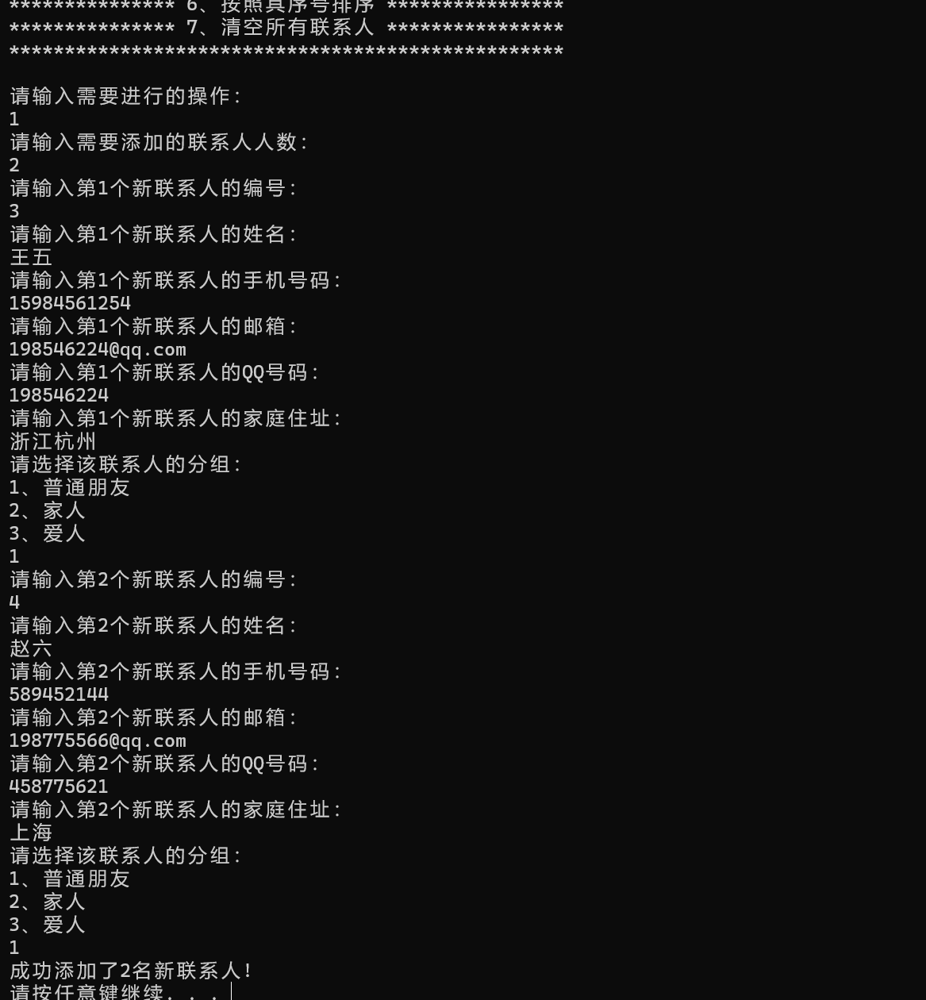 *************** 6、按照其序号排序 ****************
*************** 7、清空所有联系人 ****************
**************************************************
请输入需要进行的操作:
1
请输入需要添加的联系人人数:
2
请输入第1个新联系人的编号:
3
请输入第1个新联系人的姓名:
王五
请输入第1个新联系人的手机号码:
15984561254
请输入第1个新联系人的邮箱:
198546224@qq.com
请输入第1个新联系人的QQ号码:
198546224
请输入第1个新联系人的家庭住址:
浙江杭州
请选择该联系人的分组:
1、普通朋友
2、家人
3、爱人
1
请输入第2个新联系人的编号:
4
请输入第2个新联系人的姓名:
赵六
请输入第2个新联系人的手机号码:
589452144
请输入第2个新联系人的邮箱:
198775566@qq.com
请输入第2个新联系人的QQ号码:
458775621
请输入第2个新联系人的家庭住址:
上海
请选择该联系人的分组:
1、普通朋友
2、家人
3、爱人
1
成功添加了2名新联系人!
请按任意键继续. . .